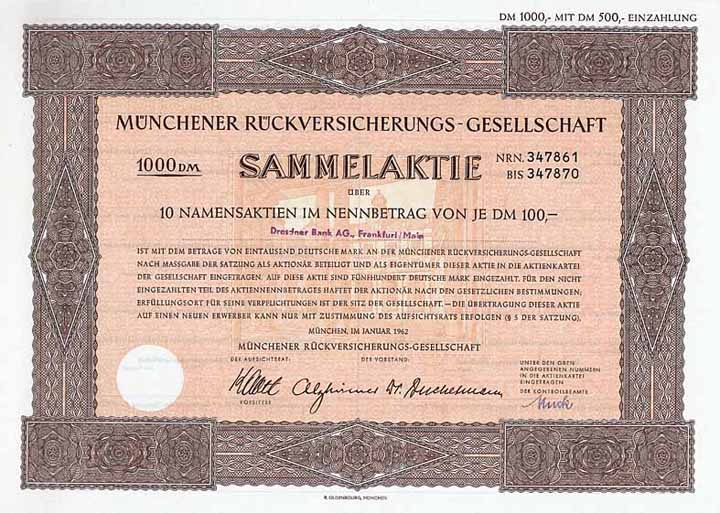 DM 1000,- MIT DM 500,- EINZAHLUNG
MÜNCHENER RÜCKVERSICHERUNGS-GESELLSCHAFT
1000 DM SAMMELAKTIE NRN. 347861
BIS 347870
ÜBER
10 NAMENSAKTIEN IM NENNBETRAG VON JE DM 100,—
Dresdner Bank AG., Frankfurt/Main
IST MIT DEM BETRAGE VON EINTAUSEND DEUTSCHE MARK AN DER MÜNCHENER RÜCKVERSICHERUNGS-GESELLSCHAFT
NACH MASSGABE DER SATZUNG ALS AKTIONÄR BETEILIGT UND ALS EIGENTÜMER DIESER AKTIE IN DIE AKTIENKARTEI
DER GESELLSCHAFT EINGETRAGEN. AUF DIESE AKTIE SIND FÜNFHUNDERT DEUTSCHE MARK EINGEZAHLT. FÜR DEN NICHT
EINGEZAHLTEN TEIL DES AKTIENNENNBETRAGES HAFTET DER AKTIONÄR NACH DEN GESETZLICHEN BESTIMMUNGEN;
ERFÜLLUNGSORT FÜR SEINE VERPFLICHTUNGEN IST DER SITZ DER GESELLSCHAFT. — DIE ÜBERTRAGUNG DIESER AKTIE
AUF EINEN NEUEN ERWERBER KANN NUR MIT ZUSTIMMUNG DES AUFSICHTSRATS ERFOLGEN (§ 5 DER SATZUNG).
MÜNCHEN, IM JANUAR 1962
MÜNCHENER RÜCKVERSICHERUNGS-GESELLSCHAFT
DER AUFSICHTSRAT: DER VORSTAND:
VORSITZER
Alzheimer
UNTER DEN OBEN
ANGEGEBENEN NUMMERN
IN DIE AKTIENKARTEI
EINGETRAGEN
DER KONTROLLBEAMTE
R. OLDENBOURG, MÜNCHEN